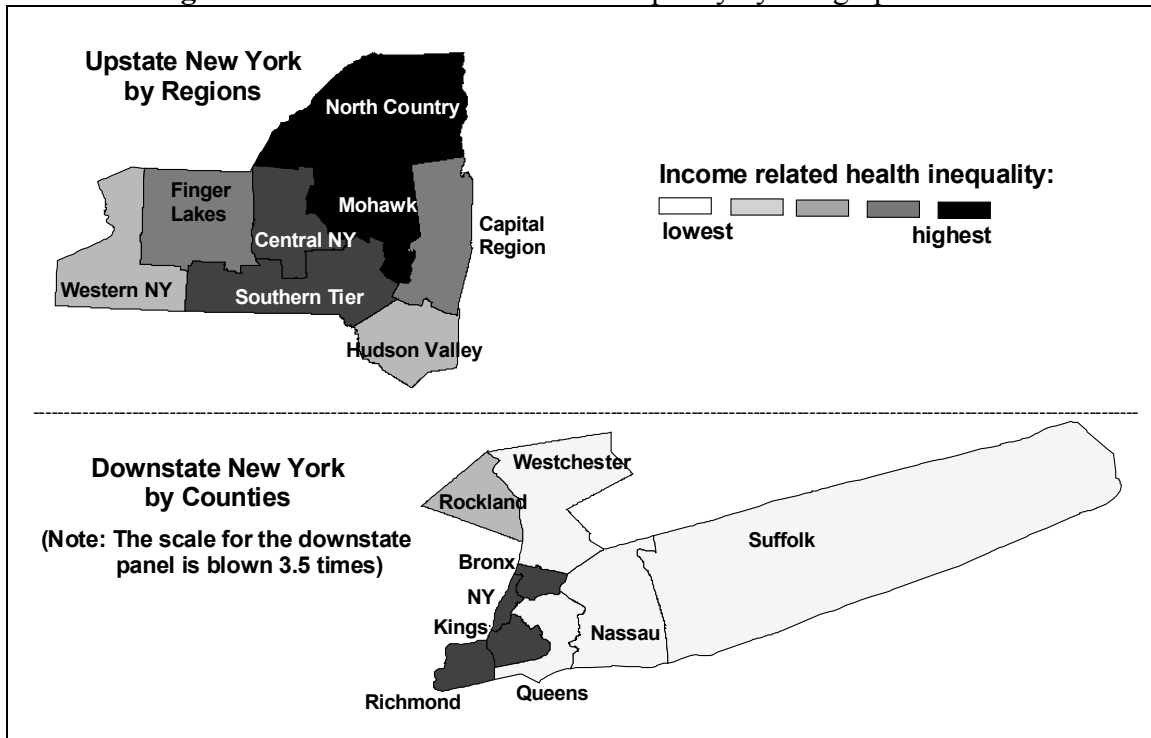 Upstate New York
by Regions
North Country
Finger
Lakes
Mohawk
Capital
Region
Central NY
Western NY
Southern Tier
Hudson Valley
Income related health inequality:
lowest
highest
Downstate New York
by Counties
(Note: The scale for the downstate
panel is blown 3.5 times)
Westchester
Rockland
Suffolk
Bronx
NY
Kings
Nassau
Richmond
Queens